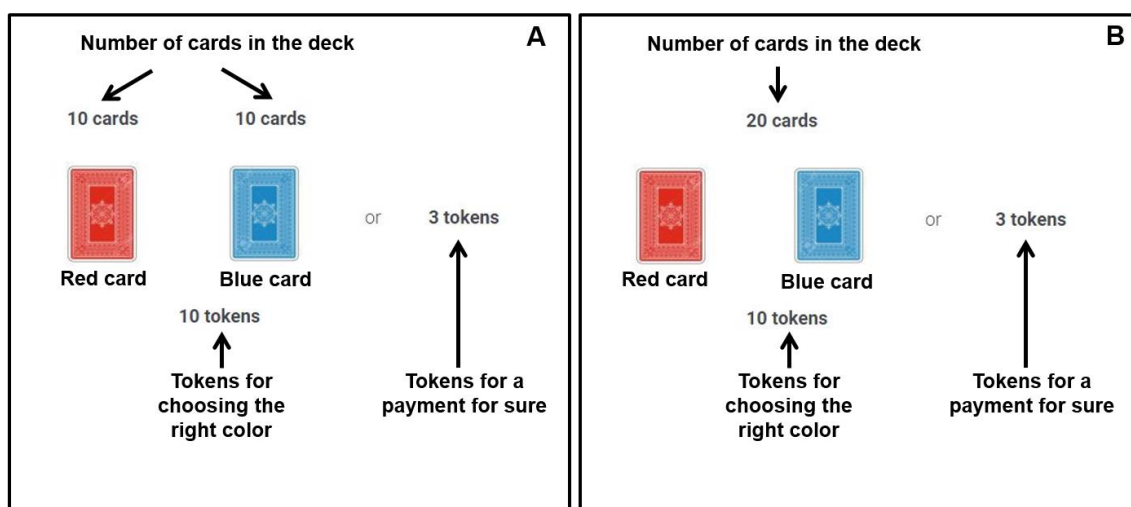 A
Number of cards in the deck
10 cards 10 cards
or 3 tokens
Red card Blue card
10 tokens
Tokens for
choosing the
right color
Tokens for a
payment for sure
B
Number of cards in the deck
20 cards
or 3 tokens
Red card Blue card
10 tokens
Tokens for
choosing the
right color
Tokens for a
payment for sure